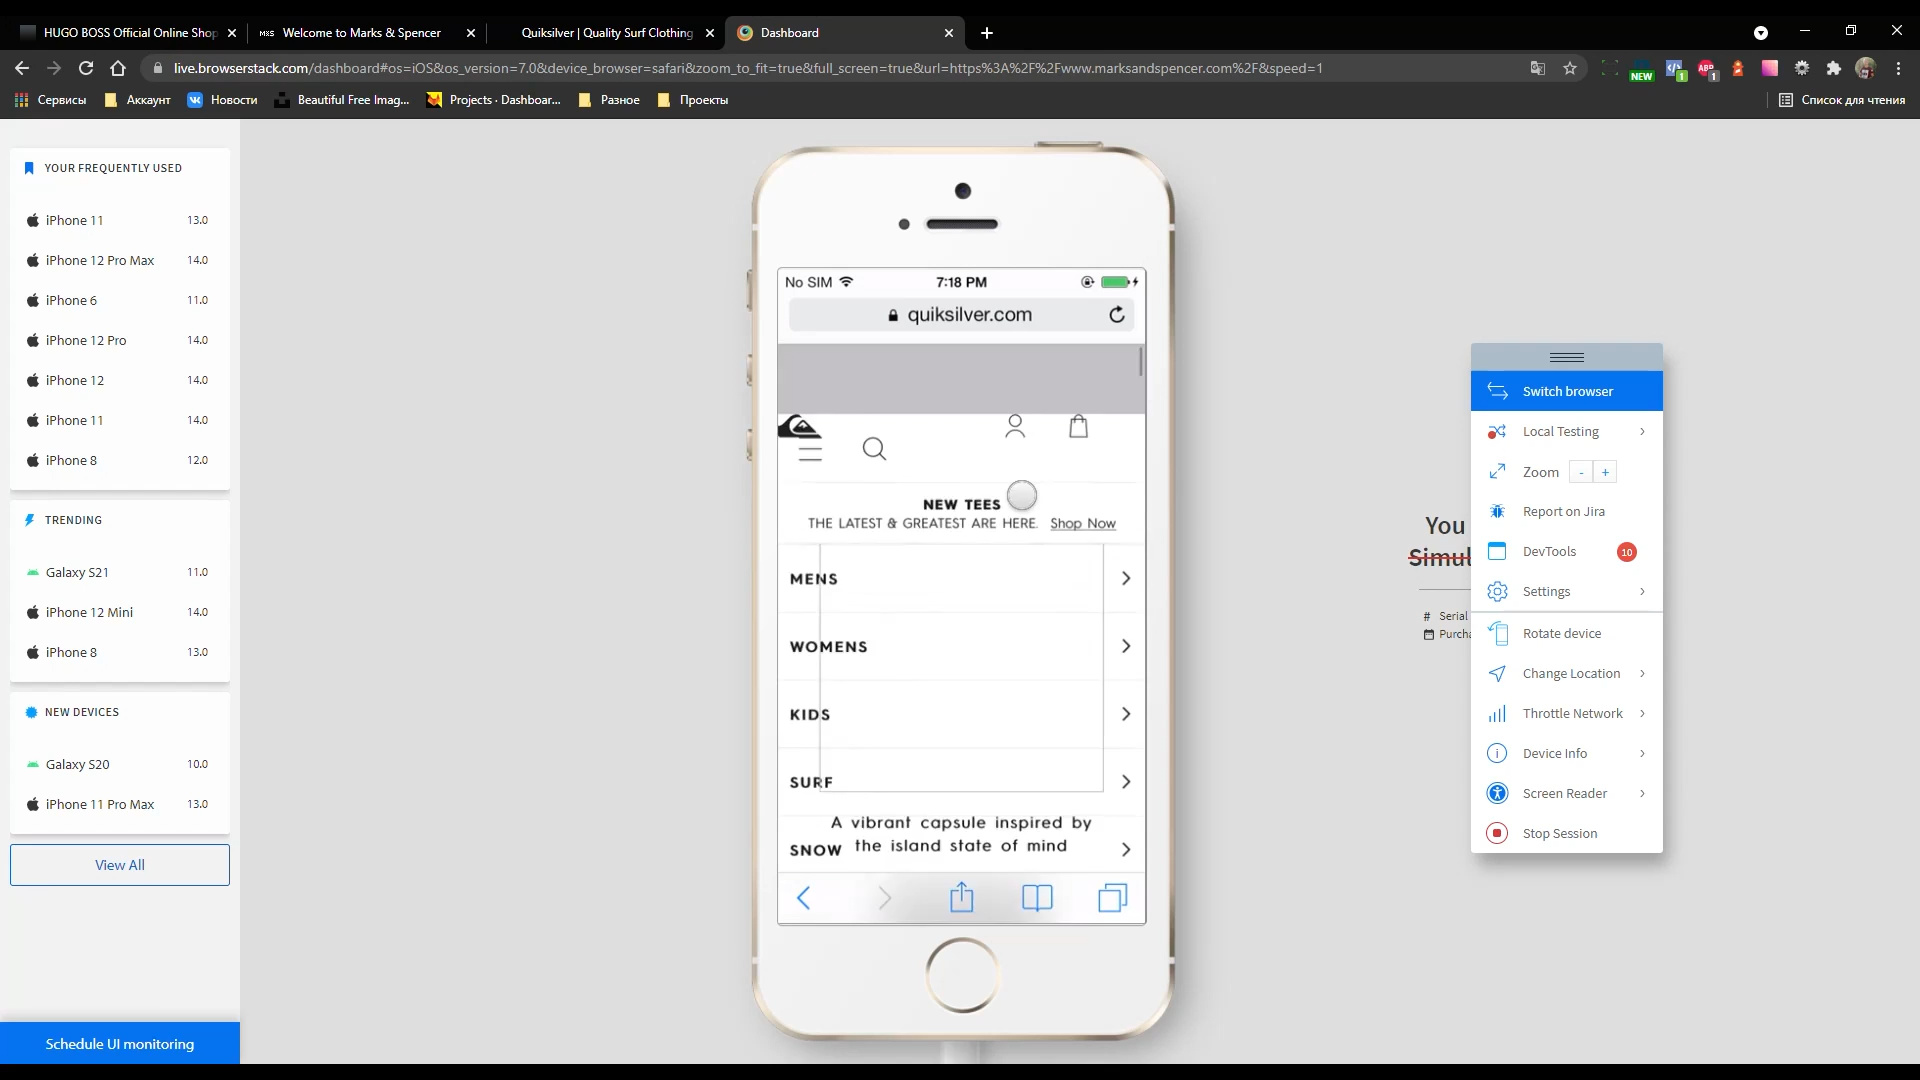 HUGO BOSS Official Online Shop
M&S Welcome to Marks & Spencer
Quiksilver | Quality Surf Clothing
Dashboard
live.browserstack.com/dashboard#os=iOS&os_version=7.0&device_browser=safari&zoom_to_fit=true&full_screen=true&url=https%3A%2F%2Fwww.marksandspencer.com%2F&speed=1
NEW
1
ABP
1
Сервисы
Аккаунт
Новости
Beautiful Free Imag...
Projects · Dashboar...
Разное
Проекты
Список для чтения
YOUR FREQUENTLY USED
iPhone 11 13.0
iPhone 12 Pro Max 14.0
iPhone 6 11.0
iPhone 12 Pro 14.0
iPhone 12 14.0
iPhone 11 14.0
iPhone 8 12.0
TRENDING
Galaxy S21 11.0
iPhone 12 Mini 14.0
iPhone 8 13.0
NEW DEVICES
Galaxy S20 10.0
iPhone 11 Pro Max 13.0
View All
Schedule UI monitoring
No SIM 7:18 PM
quiksilver.com
NEW TEES
THE LATEST & GREATEST ARE HERE. Shop Now
MENS
WOMENS
KIDS
SURF
A vibrant capsule inspired by
the island state of mind
SNOW
You
Simul
# Serial
Purcha
Switch browser
Local Testing
Zoom - +
Report on Jira
DevTools 10
Settings
Rotate device
Change Location
Throttle Network
Device Info
Screen Reader
Stop Session